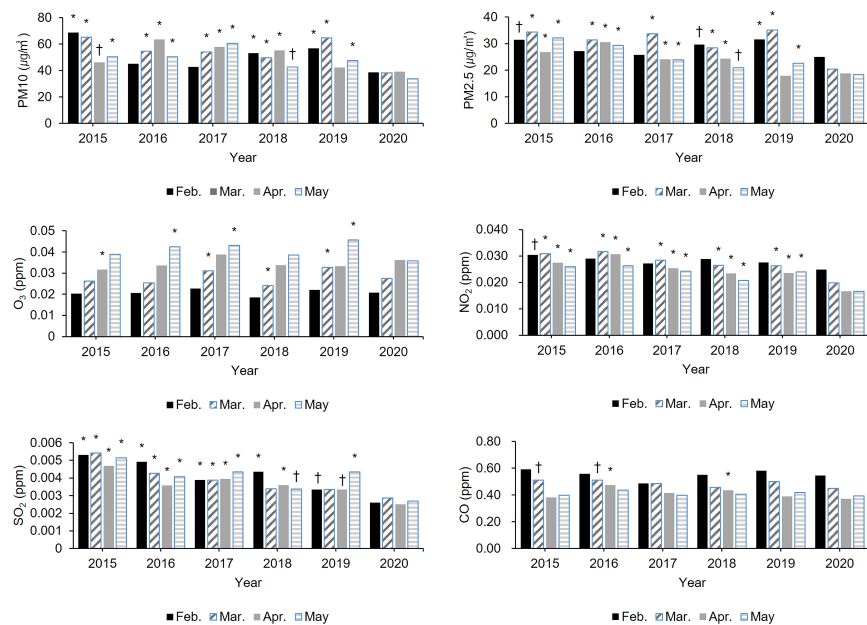 * * † * * * * * * * * * * * † * * *
80
60
40
20
0
PM10 (μg/m³)
2015 2016 2017 2018 2019 2020
Year
Feb. Mar. Apr. May
† * * * * * * * * * † * * † * * *
40
30
20
10
0
PM2.5 (μg/m³)
2015 2016 2017 2018 2019 2020
Year
Feb. Mar. Apr. May
* * * * * * *
0.05
0.04
0.03
0.02
0.01
0
O₃ (ppm)
2015 2016 2017 2018 2019 2020
Year
Feb. Mar. Apr. May
† * * * * * * * * * * * * * * *
0.040
0.030
0.020
0.010
0.000
NO₂ (ppm)
2015 2016 2017 2018 2019 2020
Year
Feb. Mar. Apr. May
* * * * * * * * * * * * * * † † † *
0.006
0.005
0.004
0.003
0.002
0.001
0
SO₂ (ppm)
2015 2016 2017 2018 2019 2020
Year
Feb. Mar. Apr. May
† † * *
0.80
0.60
0.40
0.20
0.00
CO (ppm)
2015 2016 2017 2018 2019 2020
Year
Feb. Mar. Apr. May